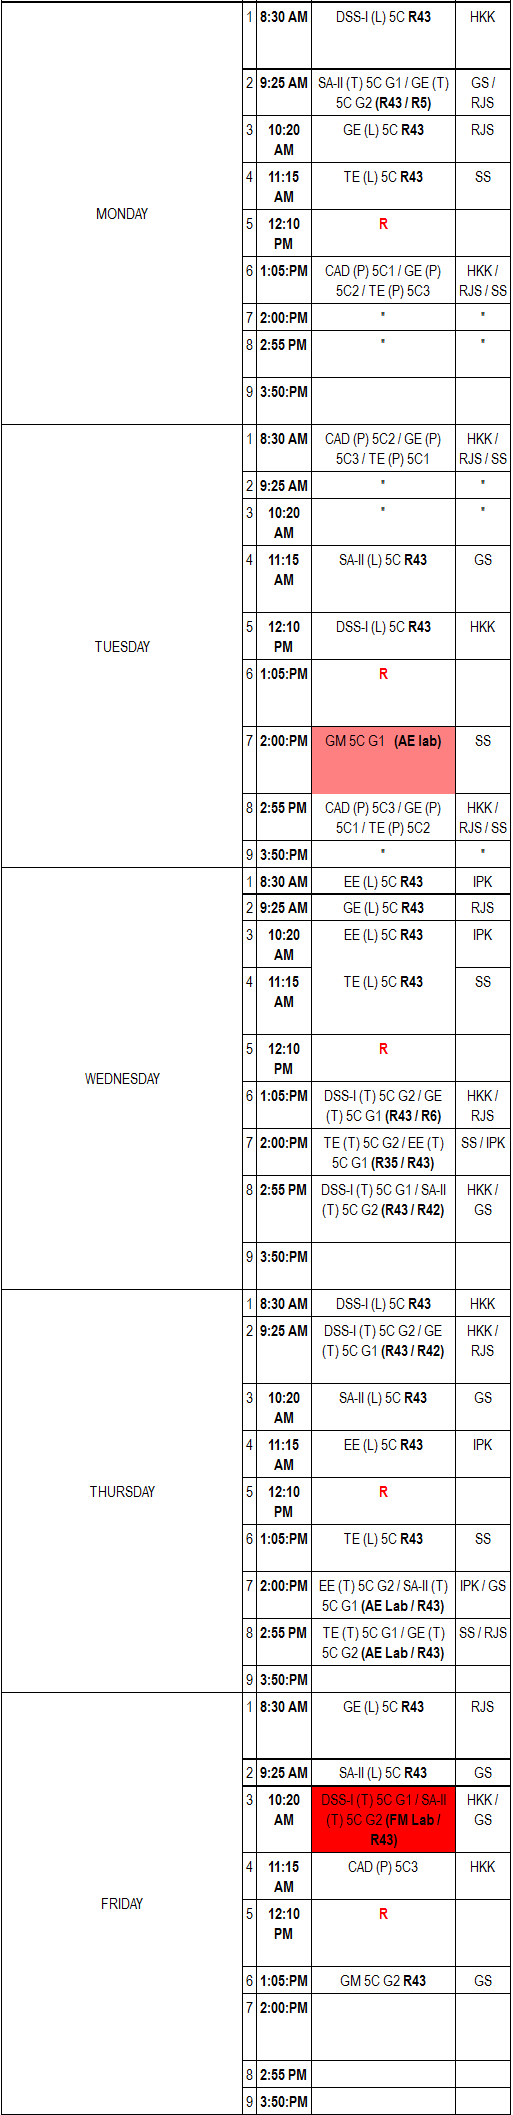 1 8:30 AM DSS-I (L) 5C R43 HKK
2 9:25 AM SA-II (T) 5C G1 / GE (T) GS /
5C G2 (R43 / R5) RJS
3 10:20 GE (L) 5C R43 RJS
AM
4 11:15 TE (L) 5C R43 SS
AM
MONDAY
5 12:10 R
PM
6 1:05:PM CAD (P) 5C1 / GE (P) HKK /
5C2 / TE (P) 5C3 RJS / SS
7 2:00:PM " "
8 2:55 PM " "
9 3:50:PM
1 8:30 AM CAD (P) 5C2 / GE (P) HKK /
5C3 / TE (P) 5C1 RJS / SS
2 9:25 AM " "
3 10:20 " "
AM
4 11:15 SA-II (L) 5C R43 GS
AM
5 12:10 DSS-I (L) 5C R43 HKK
PM
TUESDAY
6 1:05:PM R
7 2:00:PM GM 5C G1 (AE lab) SS
8 2:55 PM CAD (P) 5C3 / GE (P) HKK /
5C1 / TE (P) 5C2 RJS / SS
9 3:50:PM " "
1 8:30 AM EE (L) 5C R43 IPK
2 9:25 AM GE (L) 5C R43 RJS
3 10:20 EE (L) 5C R43 IPK
AM
4 11:15 TE (L) 5C R43 SS
AM
5 12:10 R
PM
WEDNESDAY
6 1:05:PM DSS-I (T) 5C G2 / GE HKK /
(T) 5C G1 (R43 / R6) RJS
7 2:00:PM TE (T) 5C G2 / EE (T) SS / IPK
5C G1 (R35 / R43)
8 2:55 PM DSS-I (T) 5C G1 / SA-II HKK /
(T) 5C G2 (R43 / R42) GS
9 3:50:PM
1 8:30 AM DSS-I (L) 5C R43 HKK
2 9:25 AM DSS-I (T) 5C G2 / GE HKK /
(T) 5C G1 (R43 / R42) RJS
3 10:20 SA-II (L) 5C R43 GS
AM
4 11:15 EE (L) 5C R43 IPK
AM
THURSDAY
5 12:10 R
PM
6 1:05:PM TE (L) 5C R43 SS
7 2:00:PM EE (T) 5C G2 / SA-II (T) IPK / GS
5C G1 (AE Lab / R43)
8 2:55 PM TE (T) 5C G1 / GE (T) SS / RJS
5C G2 (AE Lab / R43)
9 3:50:PM
1 8:30 AM GE (L) 5C R43 RJS
2 9:25 AM SA-II (L) 5C R43 GS
3 10:20 DSS-I (T) 5C G1 / SA-II HKK /
AM (T) 5C G2 (FM Lab / GS
R43)
4 11:15 CAD (P) 5C3 HKK
AM
FRIDAY
5 12:10 R
PM
6 1:05:PM GM 5C G2 R43 GS
7 2:00:PM
8 2:55 PM
9 3:50:PM